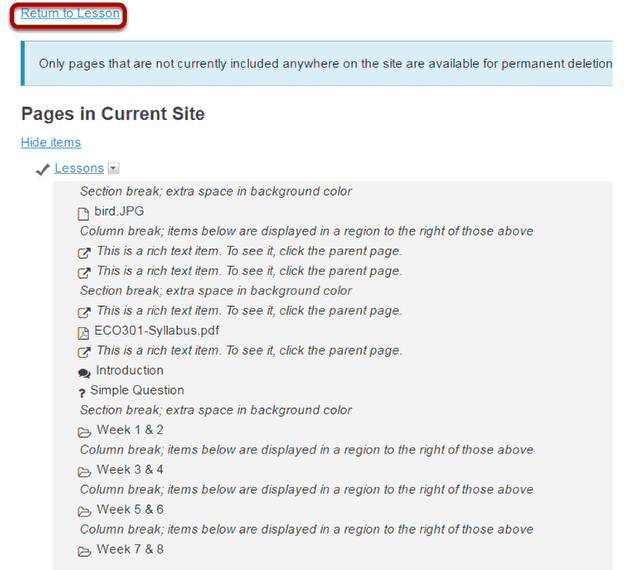 Return to Lesson
Only pages that are not currently included anywhere on the site are available for permanent deletion
Pages in Current Site
Hide items
Lessons
Section break; extra space in background color
bird.JPG
Column break; items below are displayed in a region to the right of those above
This is a rich text item. To see it, click the parent page.
This is a rich text item. To see it, click the parent page.
Section break; extra space in background color
This is a rich text item. To see it, click the parent page.
ECO301-Syllabus.pdf
This is a rich text item. To see it, click the parent page.
Introduction
? Simple Question
Section break; extra space in background color
Week 1 & 2
Column break; items below are displayed in a region to the right of those above
Week 3 & 4
Column break; items below are displayed in a region to the right of those above
Week 5 & 6
Column break; items below are displayed in a region to the right of those above
Week 7 & 8